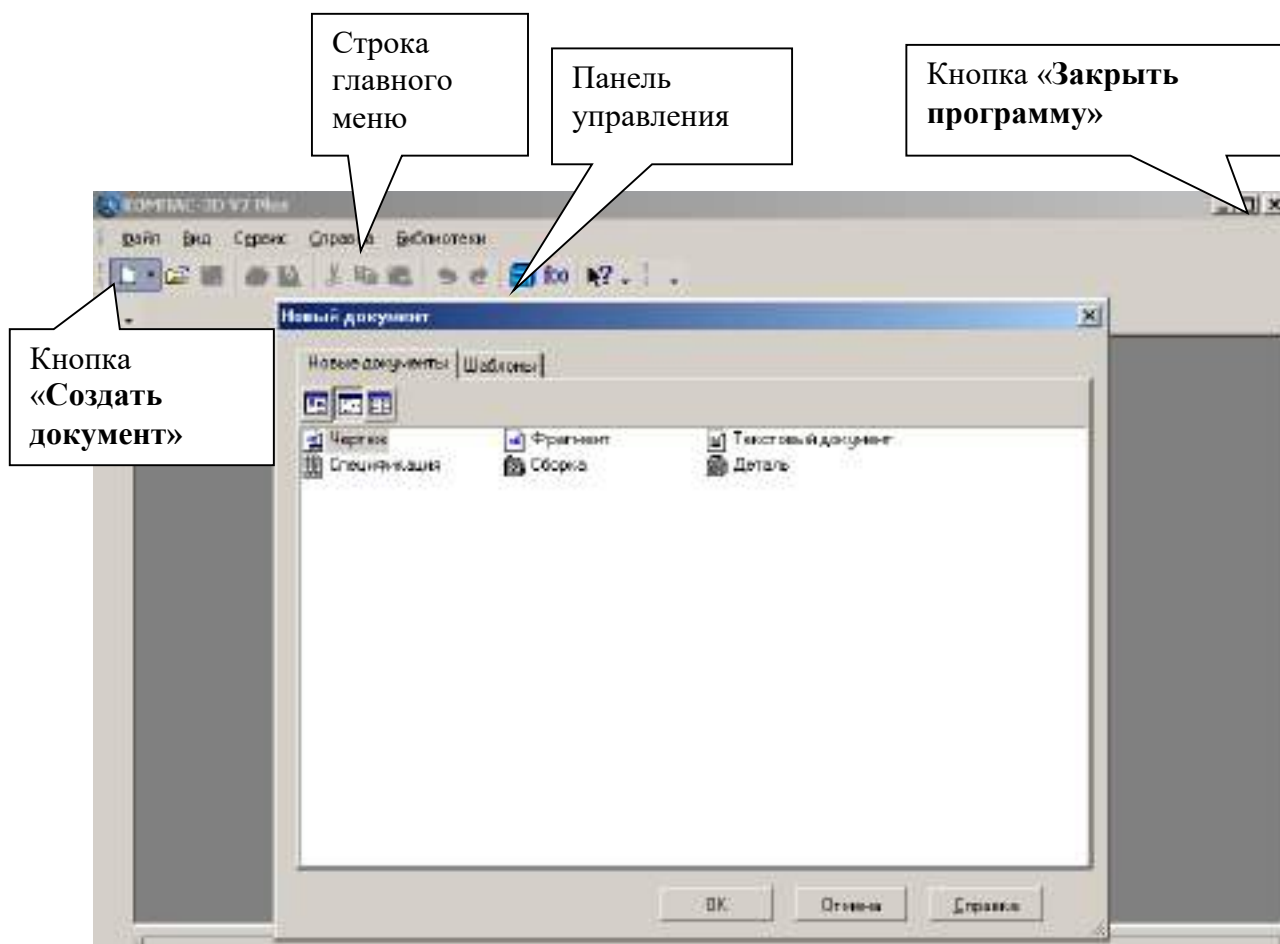 Строка
главного
меню
Панель
управления
Кнопка «Закрыть
программу»
КОМПАС-3D V7 Plus
Файл Вид Сервис Справка Библиотеки
f(x)
Новый документ
Кнопка
«Создать
документ»
Новые документы Шаблоны
Чертеж Фрагмент Текстовый документ
Спецификация Сборка Деталь
OK Отмена Справка